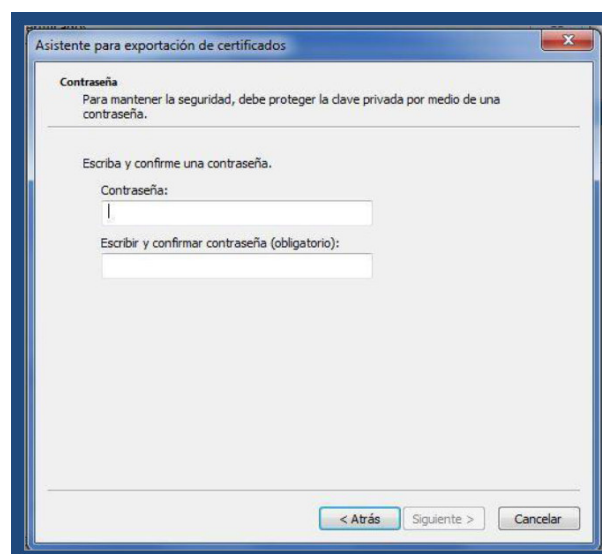 Asistente para exportación de certificados
Contraseña
Para mantener la seguridad, debe proteger la clave privada por medio de una
contraseña.
Escriba y confirme una contraseña.
Contraseña:
Escribir y confirmar contraseña (obligatorio):
< Atrás Siguiente > Cancelar